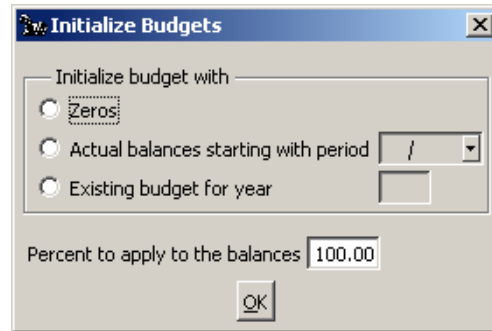 Initialize Budgets
Initialize budget with
Zeros
Actual balances starting with period /
Existing budget for year
Percent to apply to the balances 100.00
OK